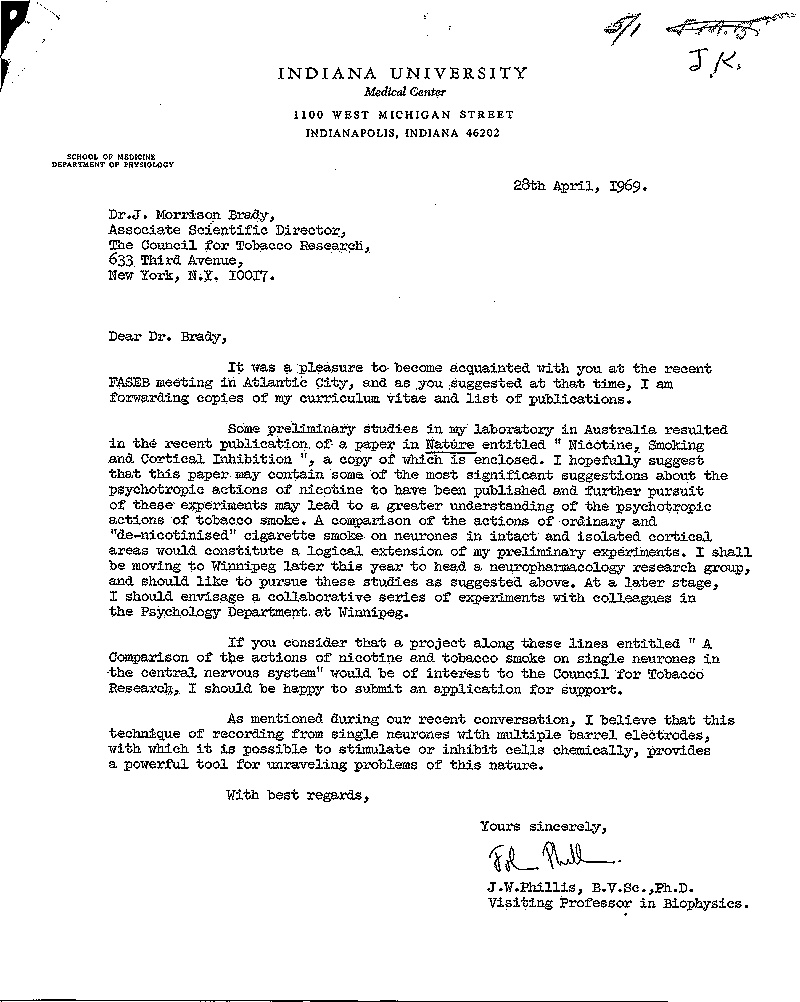 5/1
J.K.
INDIANA UNIVERSITY
Medical Center
1100 WEST MICHIGAN STREET
INDIANAPOLIS, INDIANA 46202
SCHOOL OF MEDICINE
DEPARTMENT OF PHYSIOLOGY
28th April, 1969.
Dr.J. Morrison Brady,
Associate Scientific Director,
The Council for Tobacco Research,
633 Third Avenue,
New York, N.Y. 10017.
Dear Dr. Brady,
It was a pleasure to become acquainted with you at the recent
FASEB meeting in Atlantic City, and as you suggested at that time, I am
forwarding copies of my curriculum vitae and list of publications.
Some preliminary studies in my laboratory in Australia resulted
in the recent publication of a paper in Nature entitled " Nicotine, Smoking
and Cortical Inhibition ", a copy of which is enclosed. I hopefully suggest
that this paper may contain some of the most significant suggestions about the
psychotropic actions of nicotine to have been published and further pursuit
of these experiments may lead to a greater understanding of the psychotropic
actions of tobacco smoke. A comparison of the actions of ordinary and
"de-nicotinised" cigarette smoke on neurones in intact and isolated cortical
areas would constitute a logical extension of my preliminary experiments. I shall
be moving to Winnipeg later this year to head a neuropharmacology research group,
and should like to pursue these studies as suggested above. At a later stage,
I should envisage a collaborative series of experiments with colleagues in
the Psychology Department at Winnipeg.
If you consider that a project along these lines entitled " A
Comparison of the actions of nicotine and tobacco smoke on single neurones in
the central nervous system" would be of interest to the Council for Tobacco
Research, I should be happy to submit an application for support.
As mentioned during our recent conversation, I believe that this
technique of recording from single neurones with multiple barrel electrodes,
with which it is possible to stimulate or inhibit cells chemically, provides
a powerful tool for unraveling problems of this nature.
With best regards,
Yours sincerely,
J.W.Phillis, B.V.Sc.,Ph.D.
Visiting Professor in Biophysics.